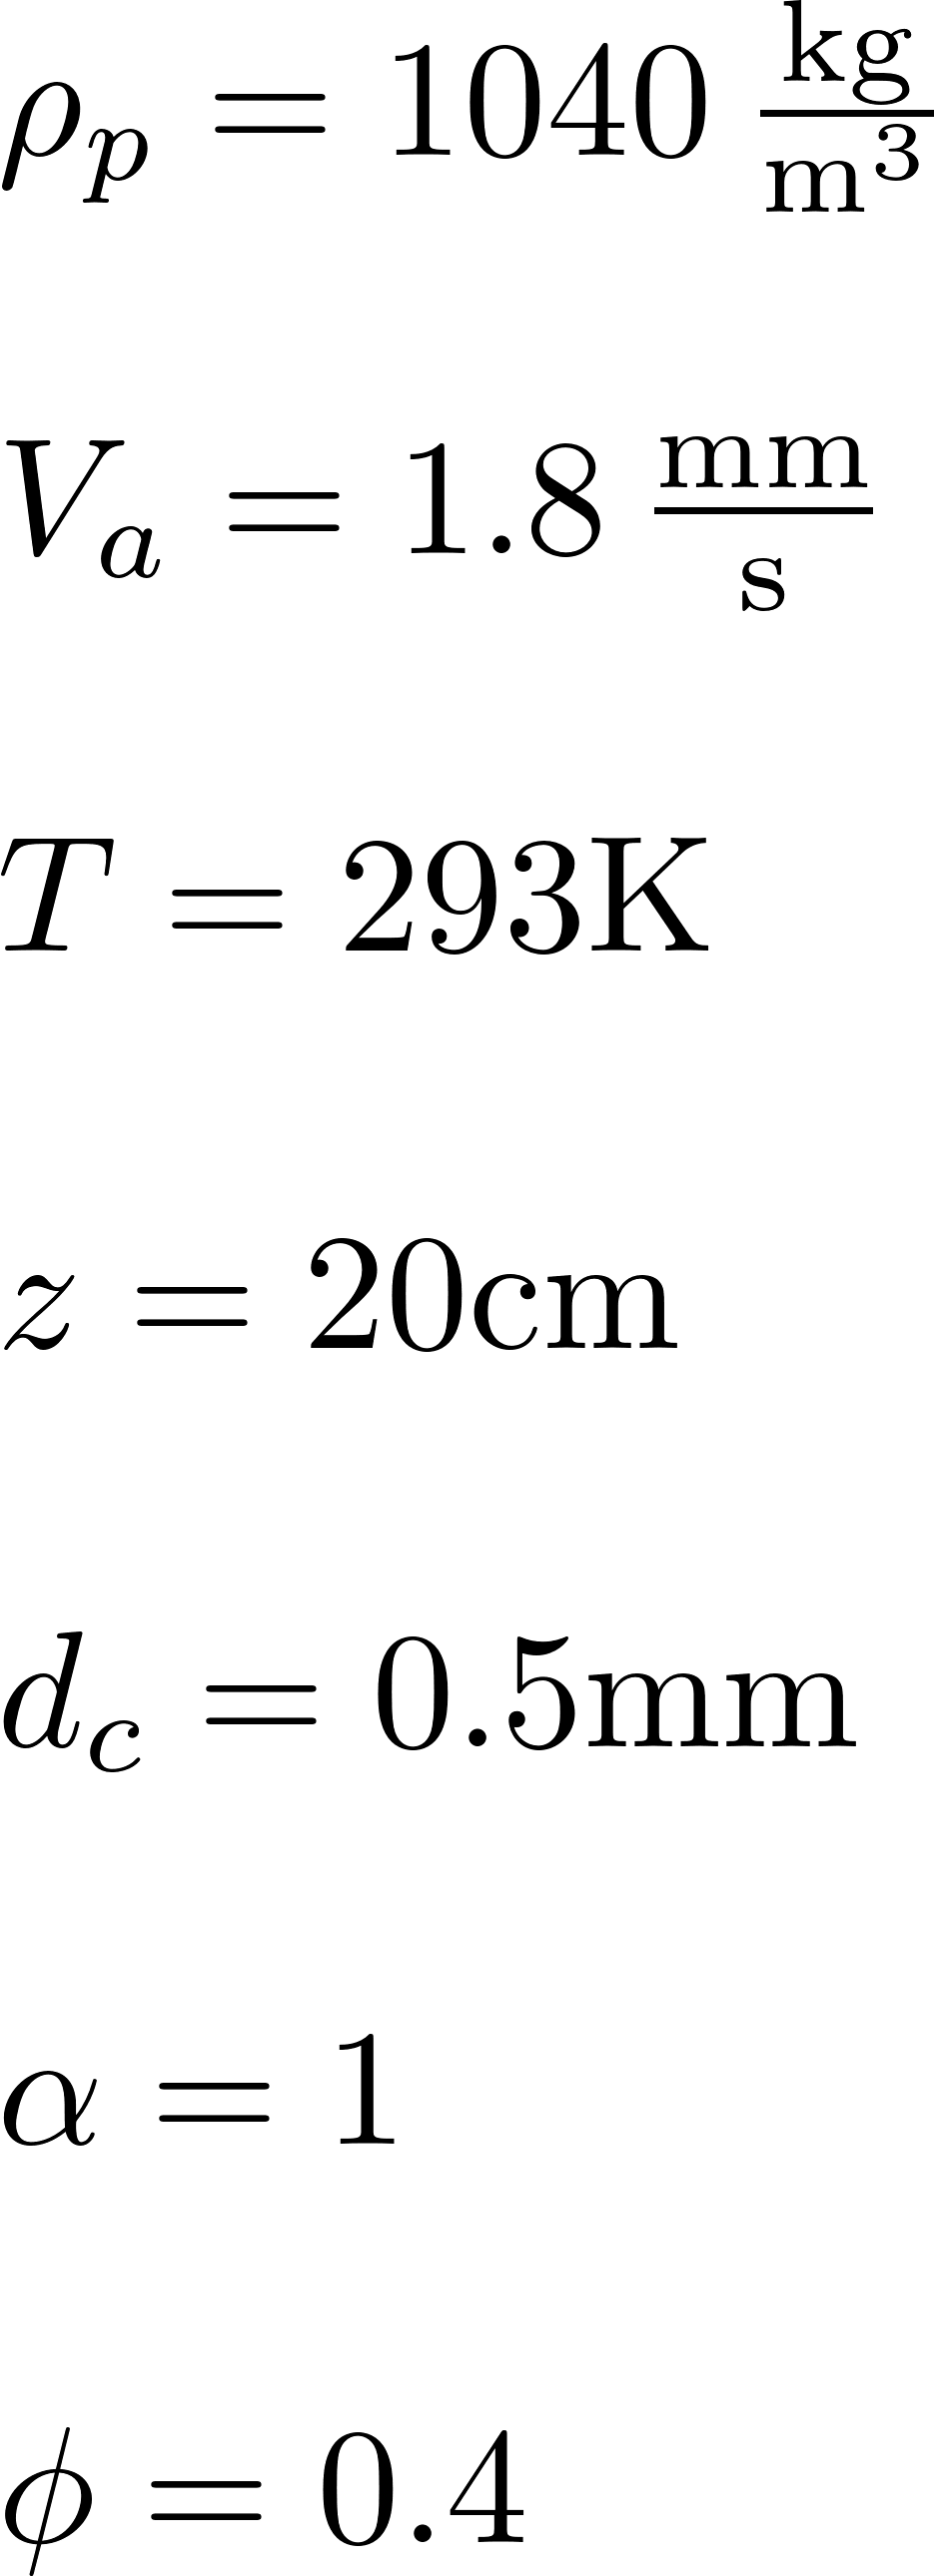 ρ_p = 1040 kg/m³
V_a = 1.8 mm/s
T = 293K
z = 20cm
d_c = 0.5mm
α = 1
ϕ = 0.4